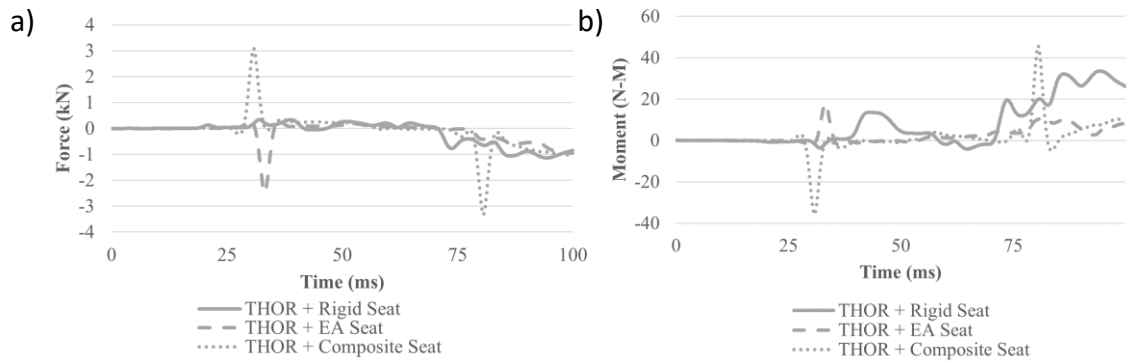 a)
4
3
2
1
0
-1
-2
-3
-4
Force (kN)
0 25 50 75 100
Time (ms)
THOR + Rigid Seat
THOR + EA Seat
THOR + Composite Seat
b)
60
40
20
0
-20
-40
Moment (N-M)
0 25 50 75
Time (ms)
THOR + Rigid Seat
THOR + EA Seat
THOR + Composite Seat